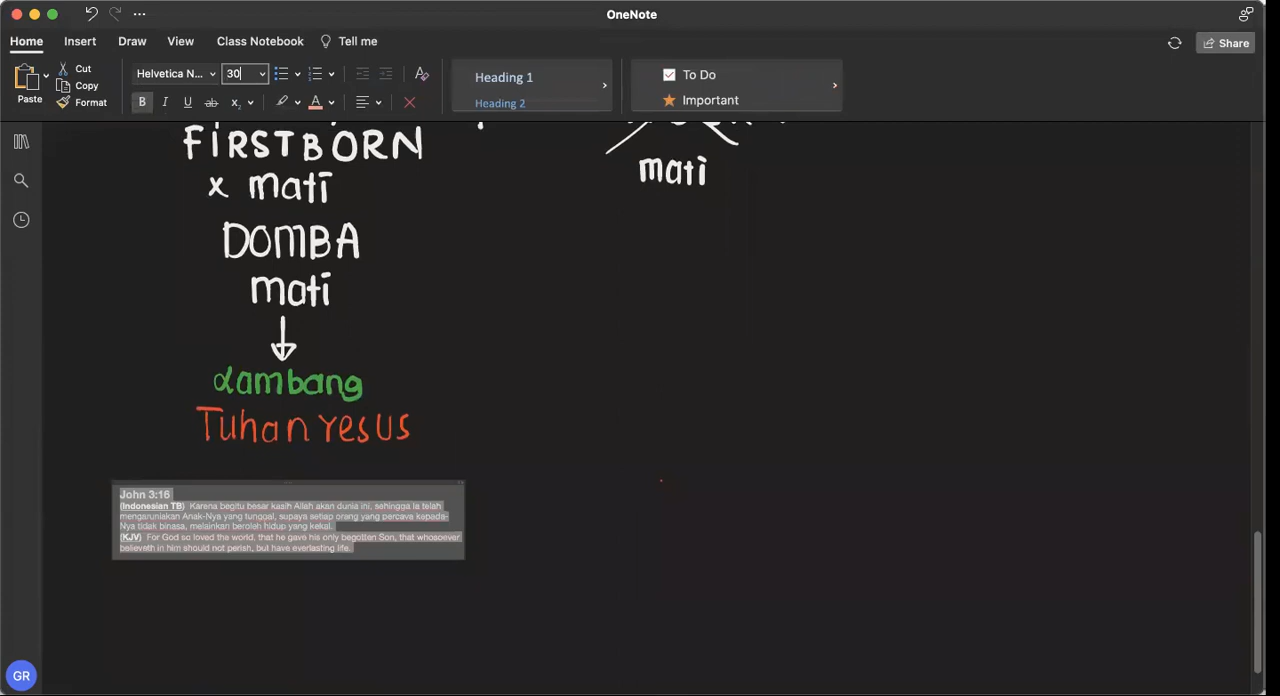 OneNote
Home Insert Draw View Class Notebook Tell me Share
Paste Cut Copy Format
Helvetica N... 30
B I U ab x
A
Heading 1
Heading 2
To Do
Important
FIRSTBORN
x mati
DOMBA
mati
Lambang
Tuhan Yesus
mati
John 3:16
(Indonesian TB) Karena begitu besar kasih Allah akan dunia ini, sehingga Ia telah
mengaruniakan Anak-Nya yang tunggal, supaya setiap orang yang percaya kepada-
Nya tidak binasa, melainkan beroleh hidup yang kekal.
(KJV) For God so loved the world, that he gave his only begotten Son, that whosoever
believeth in him should not perish, but have everlasting life.
GR